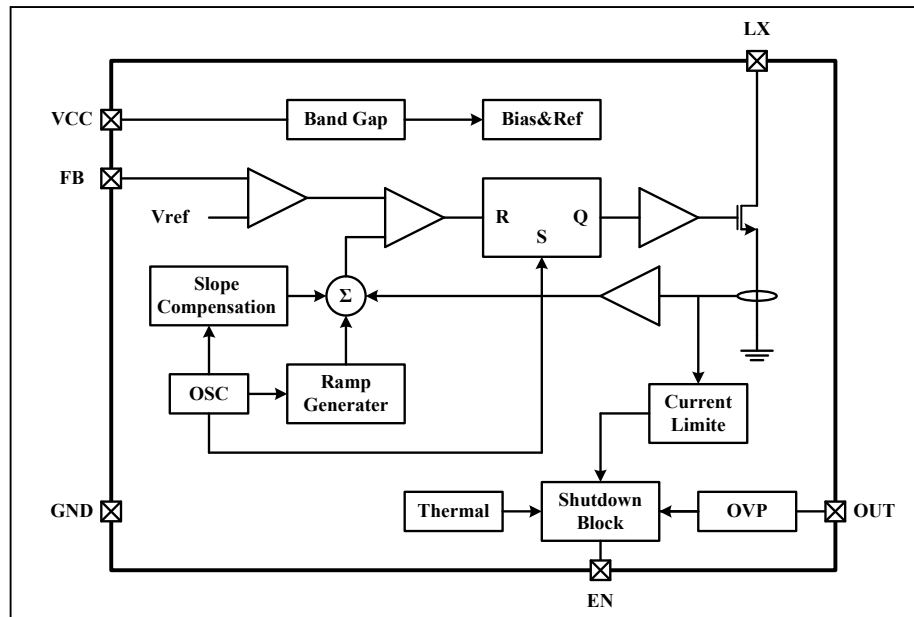 LX
VCC
Band Gap
Bias&Ref
FB
Vref
R
Q
S
Slope
Compensation
Σ
OSC
Ramp
Generater
Current
Limite
GND
Thermal
Shutdown
Block
OVP
OUT
EN